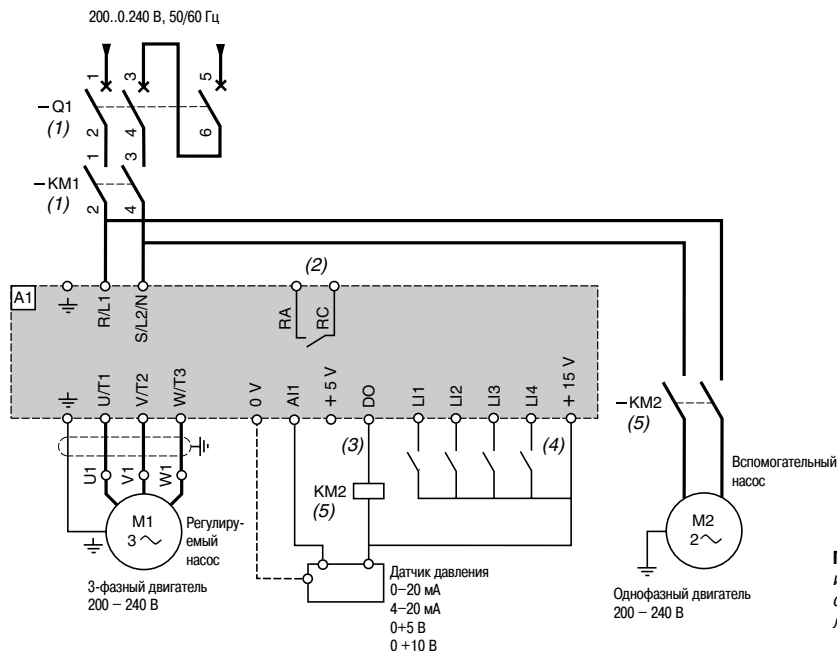 200..0.240 В, 50/60 Гц
1
3
5
–Q1
(1)
2
4
6
1
3
–KM1
(1)
2
4
(2)
A1
R/L1
S/L2/N
RA
RC
U/T1
V/T2
W/T3
0 V
AI1
+ 5 V
DO
LI1
LI2
LI3
LI4
+ 15 V
(3)
(4)
–KM2
(5)
U1
V1
W1
KM2
(5)
Вспомогательный
насос
M1
3
Регулиру-
емый
насос
M2
2
3-фазный двигатель
200 – 240 В
Датчик давления
0–20 мА
4–20 мА
0+5 В
0 +10 В
Однофазный двигатель
200 – 240 В